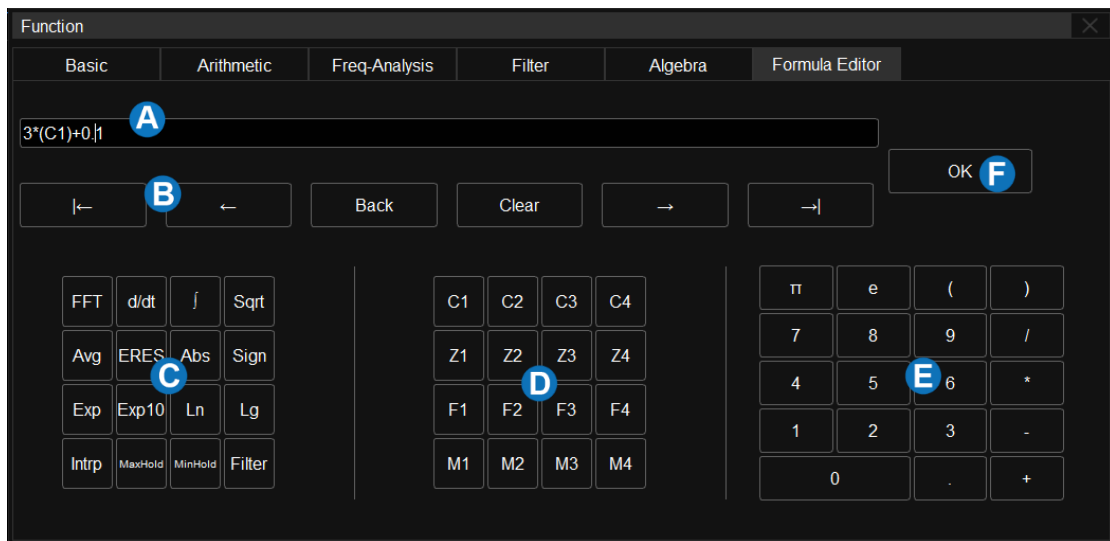 Function
Basic Arithmetic Freq-Analysis Filter Algebra Formula Editor
A
3*(C1)+0.1
OK F
B
|← ← Back Clear → →|
FFT d/dt ∫ Sqrt C1 C2 C3 C4 π e ( )
Avg ERES Abs Sign Z1 Z2 Z3 Z4 7 8 9 /
C D E
Exp Exp10 Ln Lg F1 F2 F3 F4 4 5 6 *
Intrp MaxHold MinHold Filter M1 M2 M3 M4 1 2 3 -
0 . +